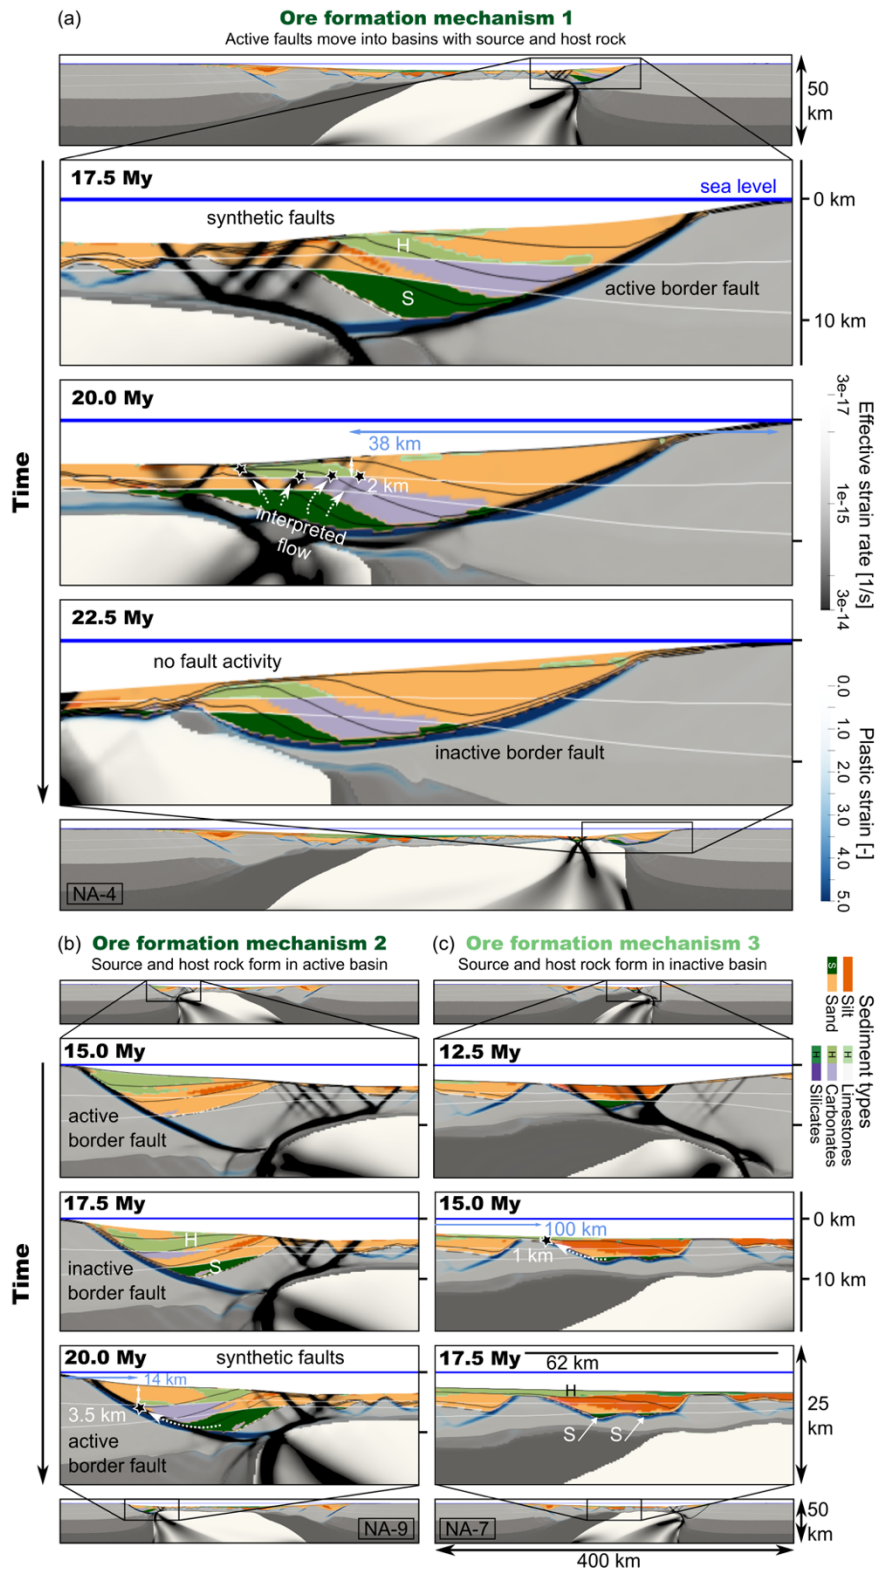 (a) Ore formation mechanism 1
Active faults move into basins with source and host rock
50
km
17.5 My
sea level
0 km
synthetic faults
H
S
active border fault
10 km
Time
20.0 My
38 km
2 km
interpreted
flow
3e-17
1e-15
3e-14
Effective strain rate [1/s]
22.5 My
no fault activity
inactive border fault
0.0
1.0
2.0
3.0
4.0
5.0
Plastic strain [-]
NA-4
(b) Ore formation mechanism 2
Source and host rock form in active basin
(c) Ore formation mechanism 3
Source and host rock form in inactive basin
Sediment types
S
Sand
Silt
H
Silicates
H
Carbonates
H
Limestones
Time
15.0 My
active
border fault
17.5 My
H
S
inactive
border fault
20.0 My
synthetic faults
14 km
3.5 km
active
border fault
NA-9
12.5 My
15.0 My
100 km
1 km
0 km
10 km
17.5 My
62 km
H
S
S
25
km
NA-7
50
km
400 km